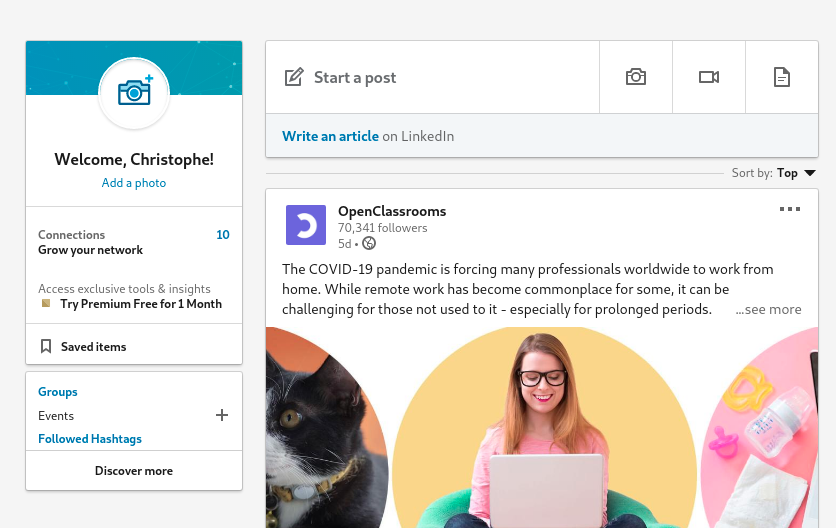 Welcome, Christophe!
Add a photo
Connections 10
Grow your network
Access exclusive tools & insights
Try Premium Free for 1 Month
Saved items
Groups
Events
Followed Hashtags
Discover more
Start a post
Write an article on LinkedIn
Sort by: Top
OpenClassrooms
70,341 followers
5d •
The COVID-19 pandemic is forcing many professionals worldwide to work from
home. While remote work has become commonplace for some, it can be
challenging for those not used to it - especially for prolonged periods. ...see more